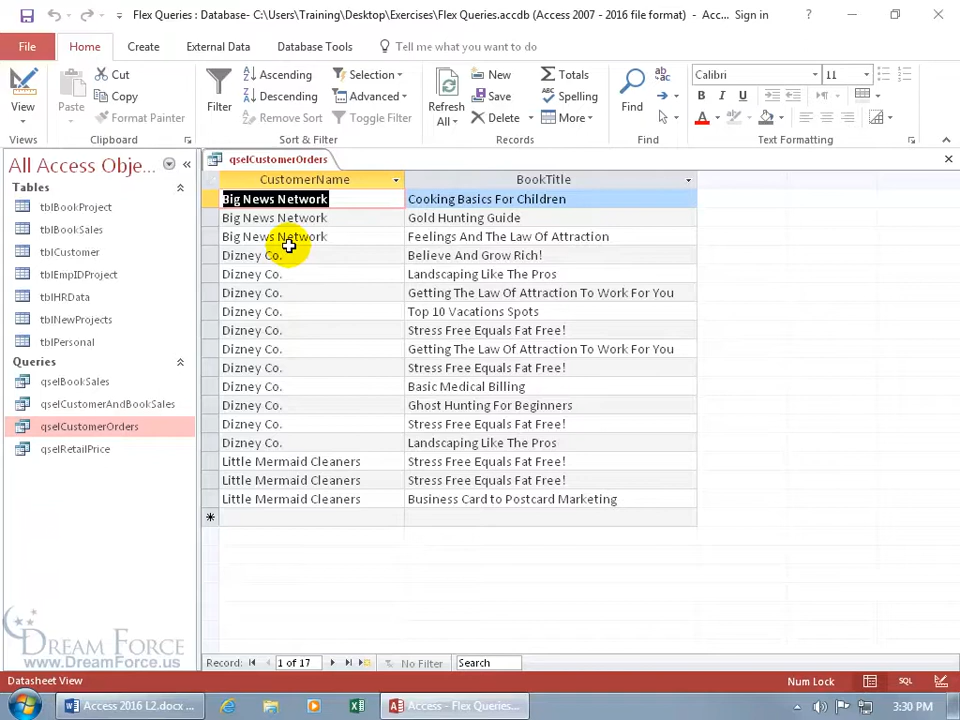 Flex Queries : Database- C:\Users\Training\Desktop\Exercises\Flex Queries.accdb (Access 2007 - 2016 file format) - Acc... Sign in ?
File Home Create External Data Database Tools Tell me what you want to do
View
Views
Paste
Cut
Copy
Format Painter
Clipboard
Filter
Ascending
Descending
Remove Sort
Selection
Advanced
Toggle Filter
Sort & Filter
Refresh
All
New
Save
Delete
Totals
Spelling
More
Records
Find
Find
Calibri 11
B I U
Text Formatting
All Access Obje...
Tables
tblBookProject
tblBookSales
tblCustomer
tblEmpIDProject
tblHRData
tblNewProjects
tblPersonal
Queries
qselBookSales
qselCustomerAndBookSales
qselCustomerOrders
qselRetailPrice
qselCustomerOrders
CustomerName BookTitle
Big News Network Cooking Basics For Children
Big News Network Gold Hunting Guide
Big News Network Feelings And The Law Of Attraction
Dizney Co. Believe And Grow Rich!
Dizney Co. Landscaping Like The Pros
Dizney Co. Getting The Law Of Attraction To Work For You
Dizney Co. Top 10 Vacations Spots
Dizney Co. Stress Free Equals Fat Free!
Dizney Co. Getting The Law Of Attraction To Work For You
Dizney Co. Stress Free Equals Fat Free!
Dizney Co. Basic Medical Billing
Dizney Co. Ghost Hunting For Beginners
Dizney Co. Stress Free Equals Fat Free!
Dizney Co. Landscaping Like The Pros
Little Mermaid Cleaners Stress Free Equals Fat Free!
Little Mermaid Cleaners Stress Free Equals Fat Free!
Little Mermaid Cleaners Business Card to Postcard Marketing
DREAM FORCE
www.DreamForce.us
Record: 1 of 17 No Filter Search
Datasheet View Num Lock SQL
Access 2016 L2.docx ... Access - Flex Queries... 3:30 PM